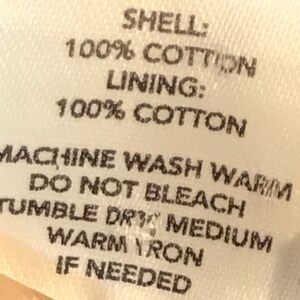 SHELL:
100% COTTON
LINING:
100% COTTON
MACHINE WASH WARM
DO NOT BLEACH
TUMBLE DRY MEDIUM
WARM IRON
IF NEEDED